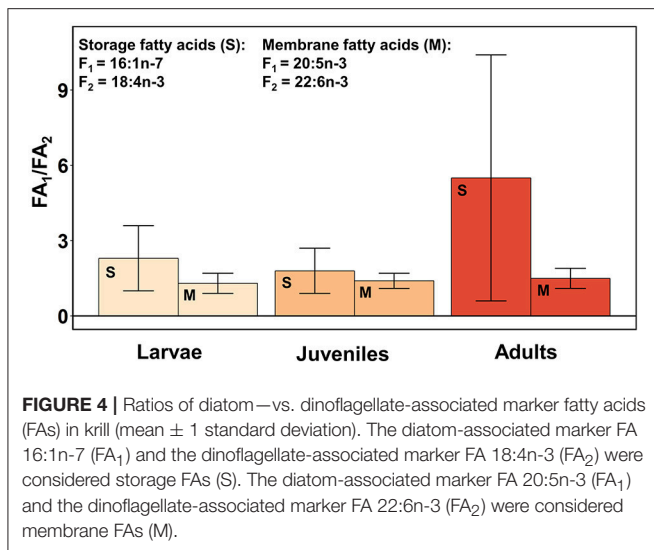 Storage fatty acids (S):
F₁ = 16:1n-7
F₂ = 18:4n-3
Membrane fatty acids (M):
F₁ = 20:5n-3
F₂ = 22:6n-3
FA₁/FA₂
9
6
3
0
S
M
S
M
S
M
Larvae
Juveniles
Adults
FIGURE 4 | Ratios of diatom—vs. dinoflagellate-associated marker fatty acids
(FAs) in krill (mean ± 1 standard deviation). The diatom-associated marker FA
16:1n-7 (FA₁) and the dinoflagellate-associated marker FA 18:4n-3 (FA₂) were
considered storage FAs (S). The diatom-associated marker FA 20:5n-3 (FA₁)
and the dinoflagellate-associated marker FA 22:6n-3 (FA₂) were considered
membrane FAs (M).